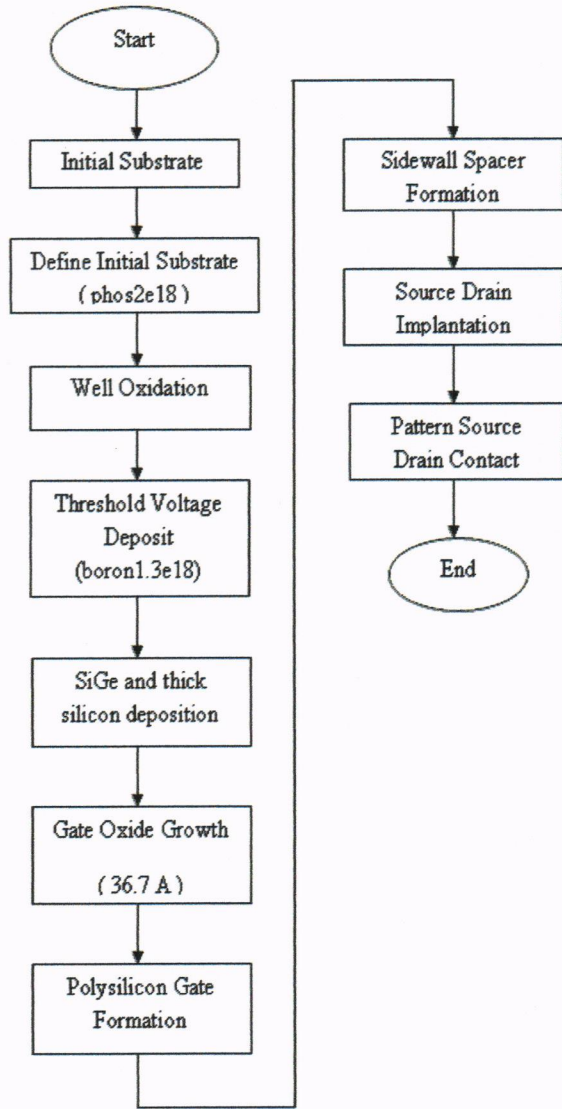 Start
Initial Substrate
Define Initial Substrate
( phos2e18 )
Well Oxidation
Threshold Voltage
Deposit
(boron1.3e18)
SiGe and thick
silicon deposition
Gate Oxide Growth
( 36.7 A )
Polysilicon Gate
Formation
Sidewall Spacer
Formation
Source Drain
Implantation
Pattern Source
Drain Contact
End